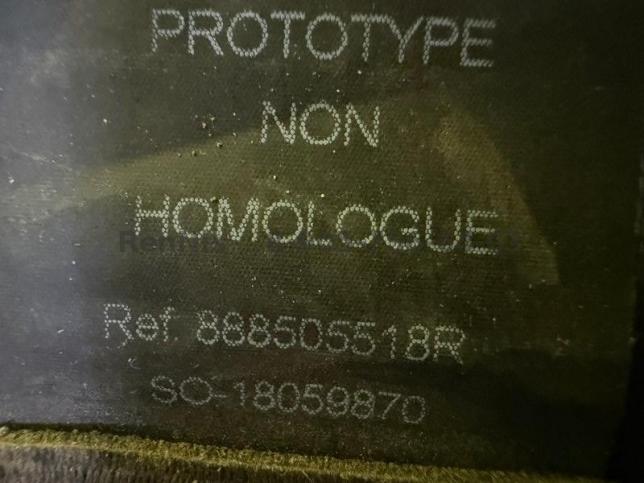 PROTOTYPE
NON
HOMOLOGUE
Ref. 888505518R
SO-18059870